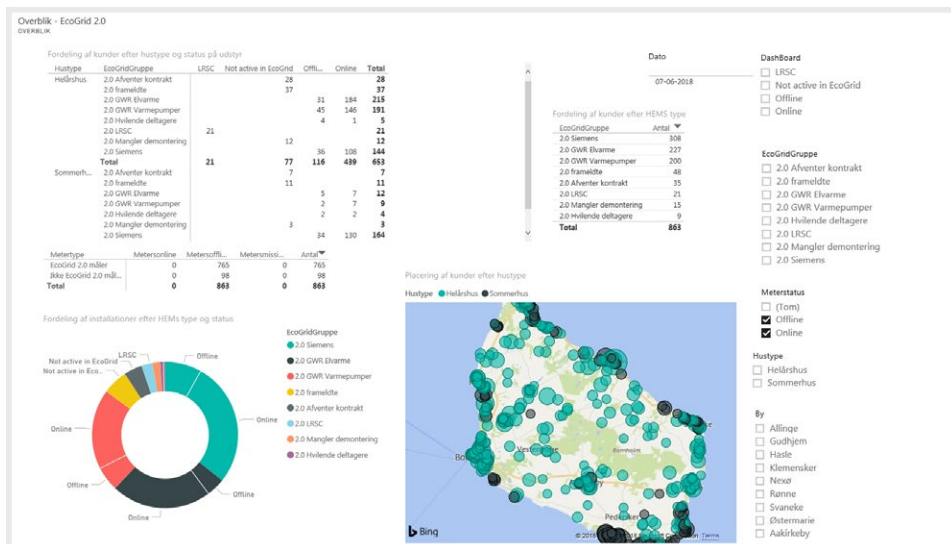 Overblik - EcoGrid 2.0
OVERBLIK
Fordeling af kunder efter hustype og status på udstyr
Hustype EcoGridGruppe LRSC Not active in EcoGrid Offli... Online Total
Helårshus 2.0 Afventer kontrakt 28 28
2.0 frameldte 37 37
2.0 GWR Elvarme 31 184 215
2.0 GWR Varmepumper 45 146 191
2.0 Hvilende deltagere 4 1 5
2.0 LRSC 21 21
2.0 Mangler demontering 12 12
2.0 Siemens 36 108 144
Total 21 77 116 439 653
Sommerh... 2.0 Afventer kontrakt 7 7
2.0 frameldte 11 11
2.0 GWR Elvarme 5 7 12
2.0 GWR Varmepumper 2 7 9
2.0 Hvilende deltagere 2 2 4
2.0 Mangler demontering 3 3
2.0 Siemens 34 130 164
Metertype Metersonline Metersoffli... Metersmissi... Antal
EcoGrid 2.0 måler 0 765 0 765
Ikke EcoGrid 2.0 mål... 0 98 0 98
Total 0 863 0 863
Fordeling af installationer efter HEMs type og status
Offline
LRSC
Not active in EcoGrid
Not active in Eco...
Online
Online
Offline
Offline
Online
EcoGridGruppe
2.0 Siemens
2.0 GWR Elvarme
2.0 GWR Varmepumper
2.0 frameldte
2.0 Afventer kontrakt
2.0 LRSC
2.0 Mangler demontering
2.0 Hvilende deltagere
Dato
07-06-2018
Fordeling af kunder efter HEMS type
EcoGridGruppe Antal
2.0 Siemens 308
2.0 GWR Elvarme 227
2.0 GWR Varmepumper 200
2.0 frameldte 48
2.0 Afventer kontrakt 35
2.0 LRSC 21
2.0 Mangler demontering 15
2.0 Hvilende deltagere 9
Total 863
Placering af kunder efter hustype
Hustype Helårshus Sommerhus
Bornholm
Bing
© 2018
Terms
DashBoard
LRSC
Not active in EcoGrid
Offline
Online
EcoGridGruppe
2.0 Afventer kontrakt
2.0 frameldte
2.0 GWR Elvarme
2.0 GWR Varmepumper
2.0 Hvilende deltagere
2.0 LRSC
2.0 Mangler demontering
2.0 Siemens
Meterstatus
(Tom)
Offline
Online
Hustype
Helårshus
Sommerhus
By
Allinge
Gudhjem
Hasle
Klemensker
Nexø
Rønne
Svaneke
Østermarie
Aakirkeby